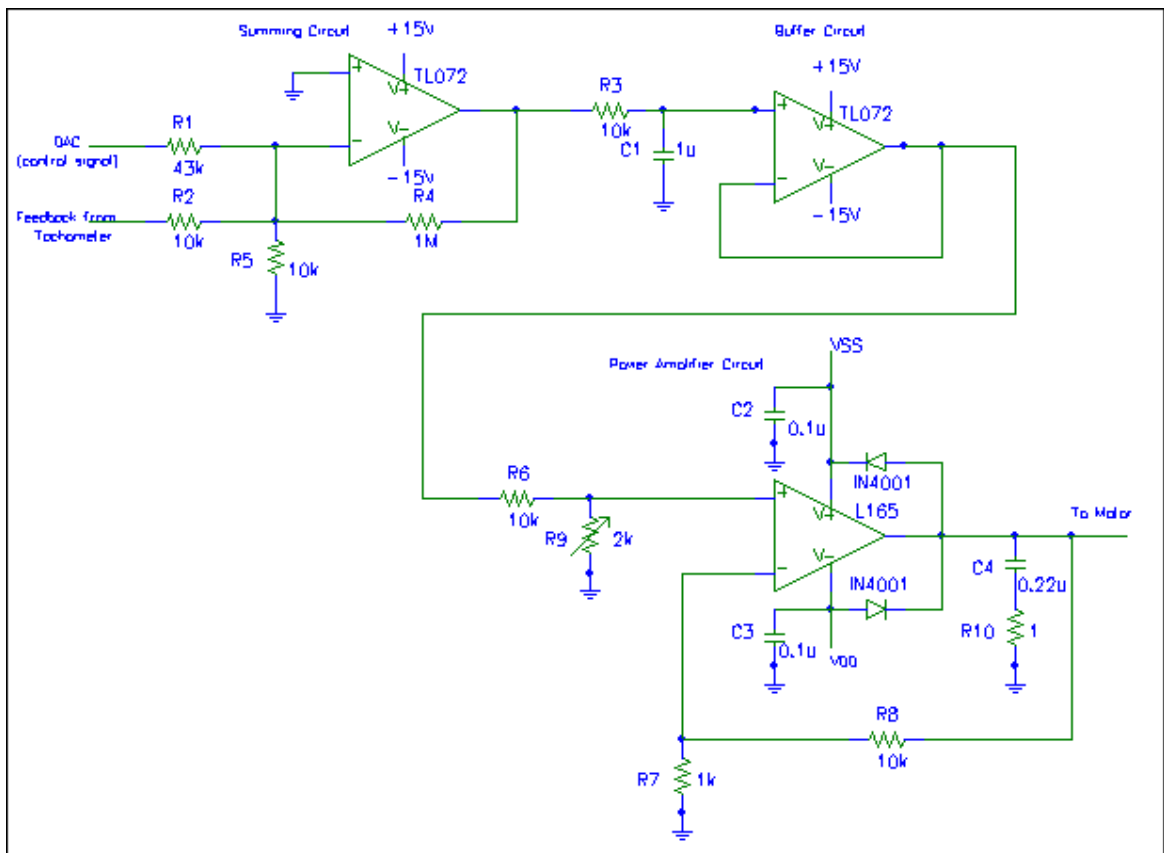 Summing Circuit
+15V
TL072
V+
V-
-15V
R1
43k
DAC
(control signal)
R2
10k
Feedback from
Tachometer
R5
10k
R4
1M
R3
10k
C1
1u
Buffer Circuit
+15V
TL072
V+
V-
-15V
Power Amplifier Circuit
VSS
C2
0.1u
IN4001
R6
10k
R9
2k
L165
V+
V-
To Motor
IN4001
C3
0.1u
VDD
C4
0.22u
R10
1
R8
10k
R7
1k